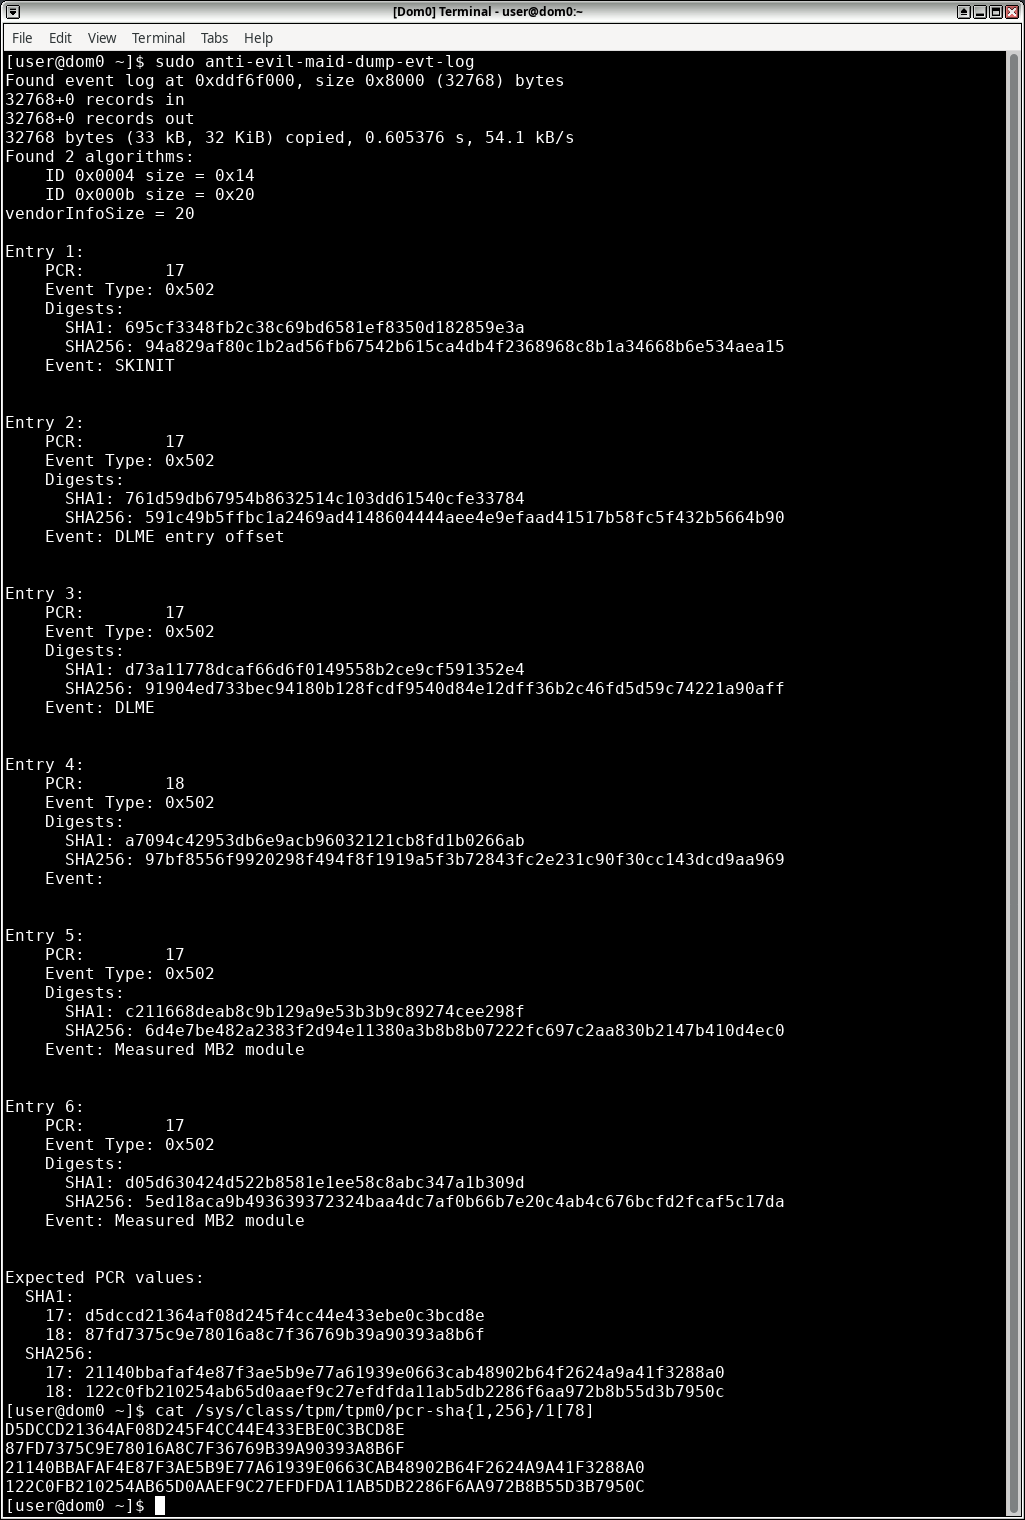 [Dom0] Terminal - user@dom0:~
File Edit View Terminal Tabs Help
[user@dom0 ~]$ sudo anti-evil-maid-dump-evt-log
Found event log at 0xddf6f000, size 0x8000 (32768) bytes
32768+0 records in
32768+0 records out
32768 bytes (33 kB, 32 KiB) copied, 0.605376 s, 54.1 kB/s
Found 2 algorithms:
    ID 0x0004 size = 0x14
    ID 0x000b size = 0x20
vendorInfoSize = 20

Entry 1:
    PCR:        17
    Event Type: 0x502
    Digests:
      SHA1: 695cf3348fb2c38c69bd6581ef8350d182859e3a
      SHA256: 94a829af80c1b2ad56fb67542b615ca4db4f2368968c8b1a34668b6e534aea15
    Event: SKINIT

Entry 2:
    PCR:        17
    Event Type: 0x502
    Digests:
      SHA1: 761d59db67954b8632514c103dd61540cfe33784
      SHA256: 591c49b5ffbc1a2469ad4148604444aee4e9efaad41517b58fc5f432b5664b90
    Event: DLME entry offset

Entry 3:
    PCR:        17
    Event Type: 0x502
    Digests:
      SHA1: d73a11778dcaf66d6f0149558b2ce9cf591352e4
      SHA256: 91904ed733bec94180b128fcdf9540d84e12dff36b2c46fd5d59c74221a90aff
    Event: DLME

Entry 4:
    PCR:        18
    Event Type: 0x502
    Digests:
      SHA1: a7094c42953db6e9acb96032121cb8fd1b0266ab
      SHA256: 97bf8556f9920298f494f8f1919a5f3b72843fc2e231c90f30cc143dcd9aa969
    Event:

Entry 5:
    PCR:        17
    Event Type: 0x502
    Digests:
      SHA1: c211668deab8c9b129a9e53b3b9c89274cee298f
      SHA256: 6d4e7be482a2383f2d94e11380a3b8b8b07222fc697c2aa830b2147b410d4ec0
    Event: Measured MB2 module

Entry 6:
    PCR:        17
    Event Type: 0x502
    Digests:
      SHA1: d05d630424d522b8581e1ee58c8abc347a1b309d
      SHA256: 5ed18aca9b493639372324baa4dc7af0b66b7e20c4ab4c676bcfd2fcaf5c17da
    Event: Measured MB2 module

Expected PCR values:
  SHA1:
    17: d5dccd21364af08d245f4cc44e433ebe0c3bcd8e
    18: 87fd7375c9e78016a8c7f36769b39a90393a8b6f
  SHA256:
    17: 21140bbafaf4e87f3ae5b9e77a61939e0663cab48902b64f2624a9a41f3288a0
    18: 122c0fb210254ab65d0aaef9c27efdfda11ab5db2286f6aa972b8b55d3b7950c
[user@dom0 ~]$ cat /sys/class/tpm/tpm0/pcr-sha{1,256}/1[78]
D5DCCD21364AF08D245F4CC44E433EBE0C3BCD8E
87FD7375C9E78016A8C7F36769B39A90393A8B6F
21140BBAFAF4E87F3AE5B9E77A61939E0663CAB48902B64F2624A9A41F3288A0
122C0FB210254AB65D0AAEF9C27EFDFDA11AB5DB2286F6AA972B8B55D3B7950C
[user@dom0 ~]$